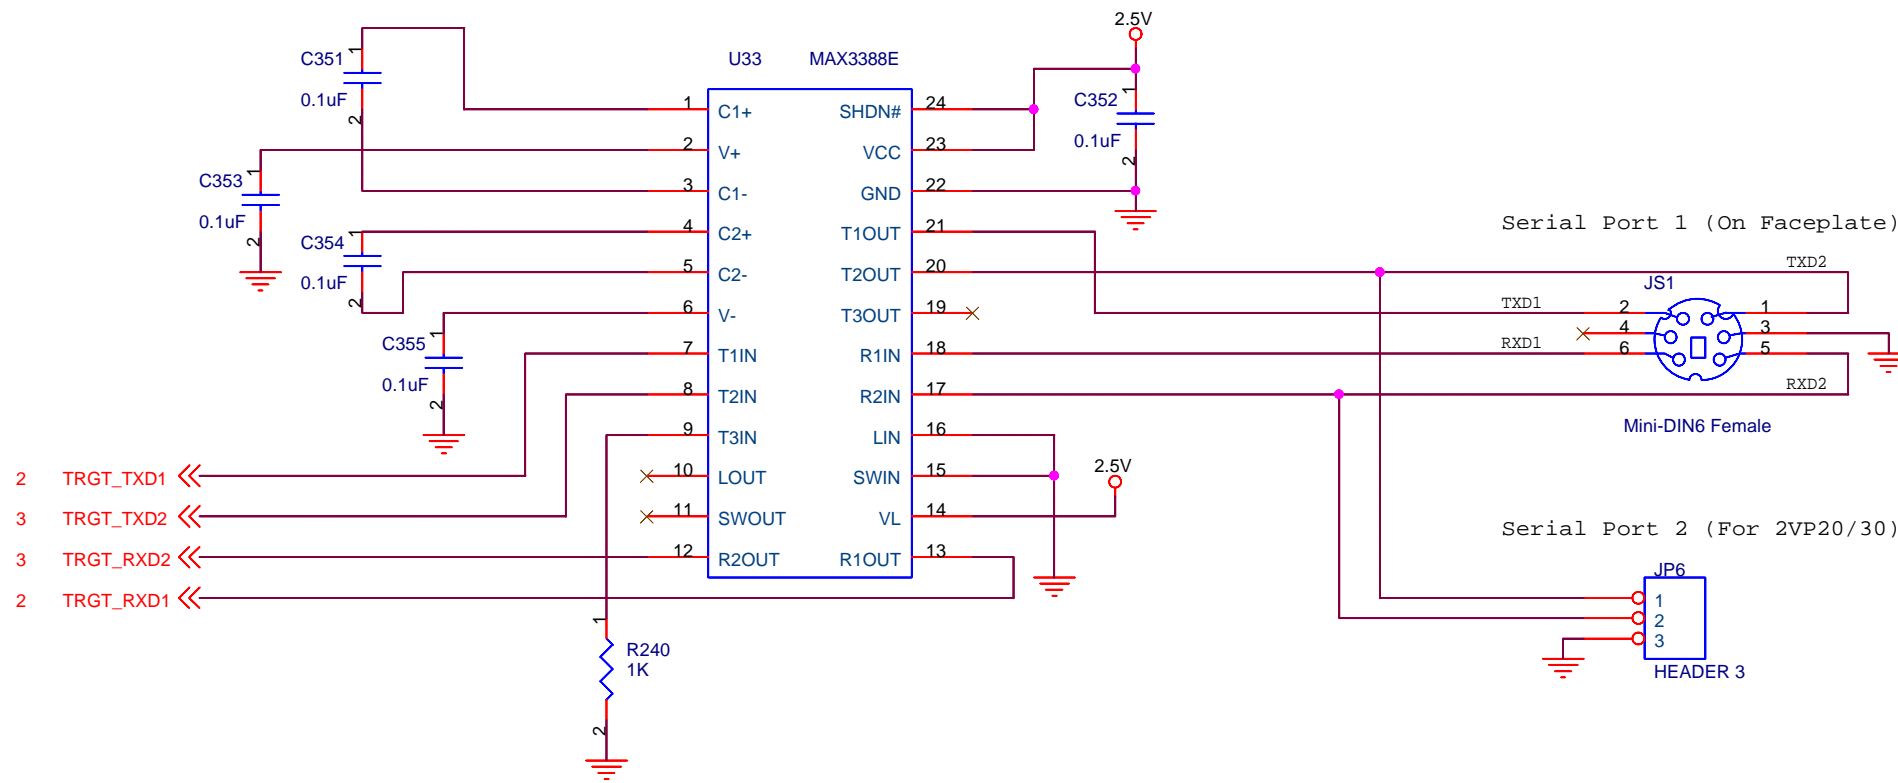 2.5V
C351
1
0.1uF
2
U33 MAX3388E
C352
1
0.1uF
2
1 C1+ SHDN# 24
2 V+ VCC 23
3 C1- GND 22
4 C2+ T1OUT 21
5 C2- T2OUT 20
6 V- T3OUT 19
7 T1IN R1IN 18
8 T2IN R2IN 17
9 T3IN LIN 16
10 LOUT SWIN 15
11 SWOUT VL 14
12 R2OUT R1OUT 13
C353
1
0.1uF
2
C354
1
0.1uF
2
C355
1
0.1uF
2
Serial Port 1 (On Faceplate)
TXD2
JS1
TXD1 2 1
4 3
RXD1 6 5
RXD2
Mini-DIN6 Female
2.5V
2 TRGT_TXD1
3 TRGT_TXD2
3 TRGT_RXD2
2 TRGT_RXD1
Serial Port 2 (For 2VP20/30)
JP6
1
2
3
HEADER 3
1
R240
1K
2